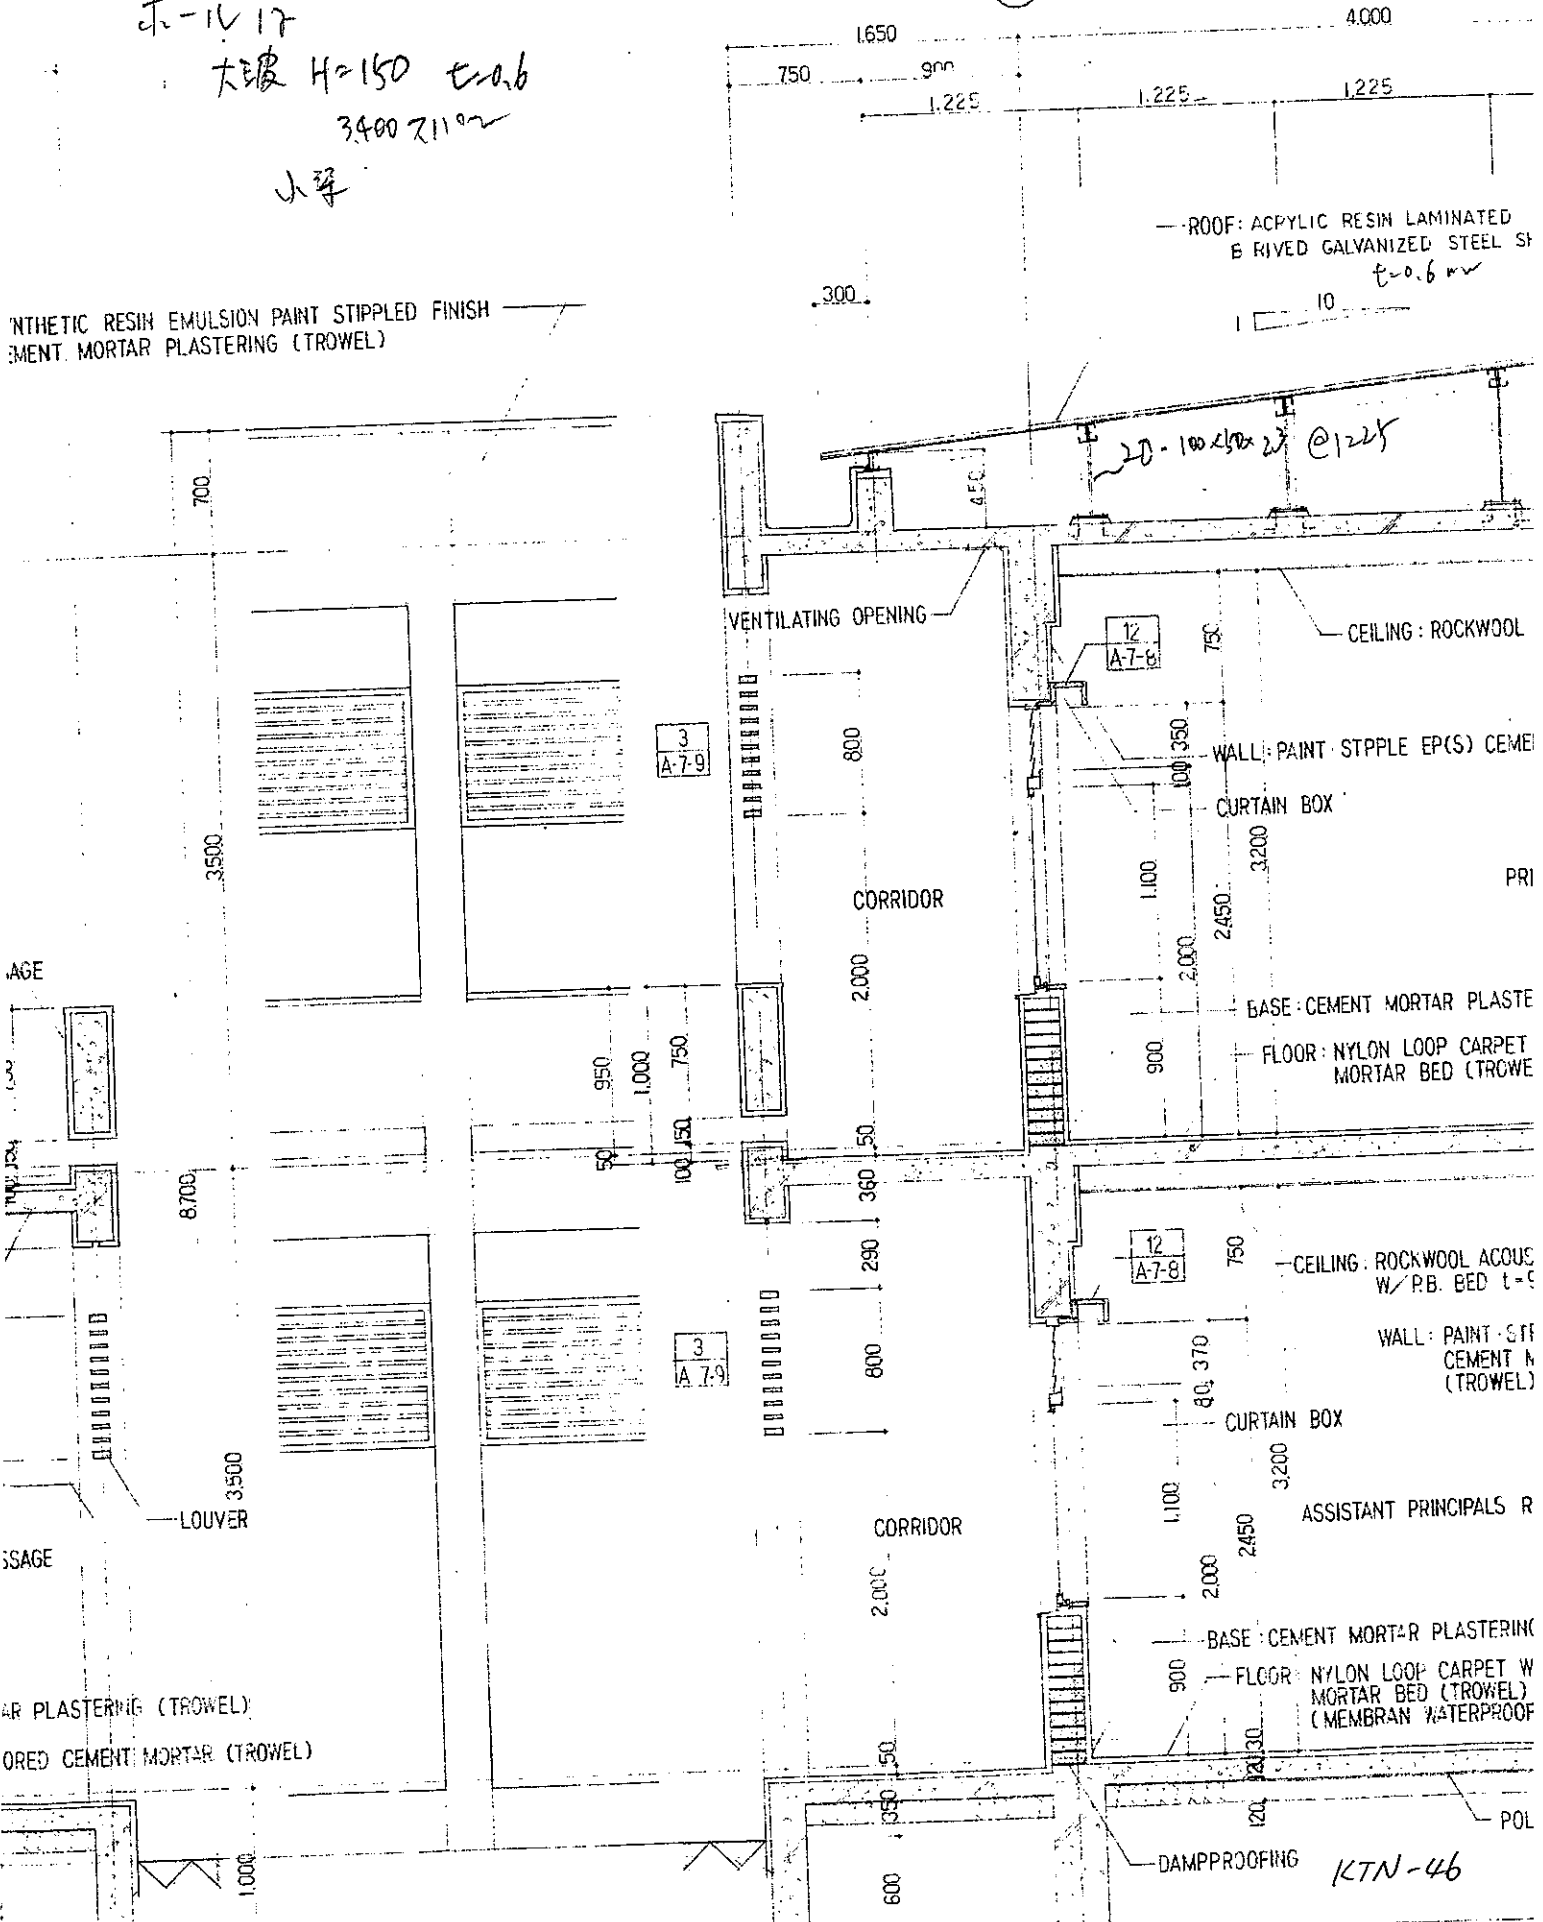 ホール 1F
大波 H=150 t=0.6
3,400
小
1,650
4,000
750
900
1,225
1,225
1,225
ROOF: ACRYLIC RESIN LAMINATED
RIVED GALVANIZED STEEL SH
t=0.6 mm
300
10
1
NTHETIC RESIN EMULSION PAINT STIPPLED FINISH
EMENT MORTAR PLASTERING (TROWEL)
2C-100×50×2.3 @1225
700
450
VENTILATING OPENING
12
A-7-8
750
CEILING: ROCKWOOL
3
A-7-9
800
350
100
WALL: PAINT STPPLE EP(S) CEME
CURTAIN BOX
3,500
3,200
1,100
CORRIDOR
PRI
2,450
2,000
2,000
AGE
BASE: CEMENT MORTAR PLASTE
950
1,000
750
900
FLOOR: NYLON LOOP CARPET
MORTAR BED (TROWE
50
150
50
100
360
8,700
290
12
A-7-8
750
CEILING: ROCKWOOL ACOUS
W/P.B. BED t=9
3
A 7-9
800
370
80
WALL: PAINT STI
CEMENT M
(TROWEL)
CURTAIN BOX
3,500
3,200
1,100
LOUVER
CORRIDOR
ASSISTANT PRINCIPALS R
2,450
SSAGE
2,000
2,000
BASE: CEMENT MORTAR PLASTERING
900
FLOOR: NYLON LOOP CARPET W
MORTAR BED (TROWEL)
(MEMBRAN WATERPROOF
AR PLASTERING (TROWEL)
ORED CEMENT MORTAR (TROWEL)
50
30
120
350
120
POL
1,000
600
DAMPPROOFING
KTN-46